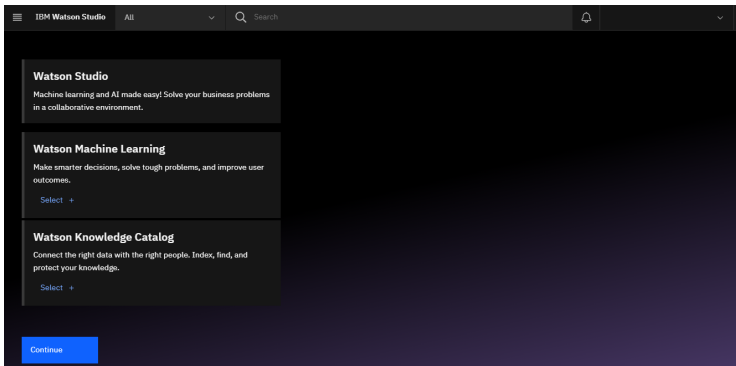 IBM Watson Studio All Search
Watson Studio
Machine learning and AI made easy! Solve your business problems
in a collaborative environment.
Watson Machine Learning
Make smarter decisions, solve tough problems, and improve user
outcomes.
Select +
Watson Knowledge Catalog
Connect the right data with the right people. Index, find, and
protect your knowledge.
Select +
Continue